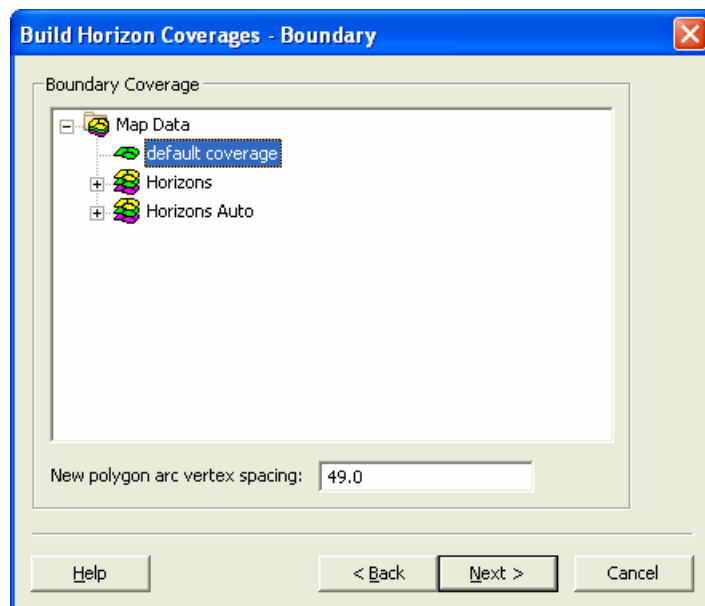 Build Horizon Coverages - Boundary
Boundary Coverage
Map Data
default coverage
Horizons
Horizons Auto
New polygon arc vertex spacing: 49.0
Help < Back Next > Cancel